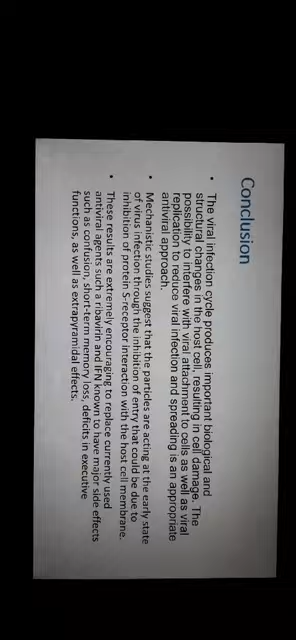 Conclusion
• The viral infection cycle produces important biological and
structural changes in the host cell, resulting in cell damage. The
possibility to interfere with viral attachment to cells as well as viral
replication to reduce viral infection and spreading is an appropriate
antiviral approach.
• Mechanistic studies suggest that the particles are acting at the early state
of virus infection through the inhibition of entry that could be due to
inhibition of protein S-receptor interaction with the host cell membrane.
• These results are extremely encouraging to replace currently used
antiviral agents such a ribavirin and IFN known to have major side effects
such as confusion, short-term memory loss, deficits in executive
functions, as well as extrapyramidal effects.